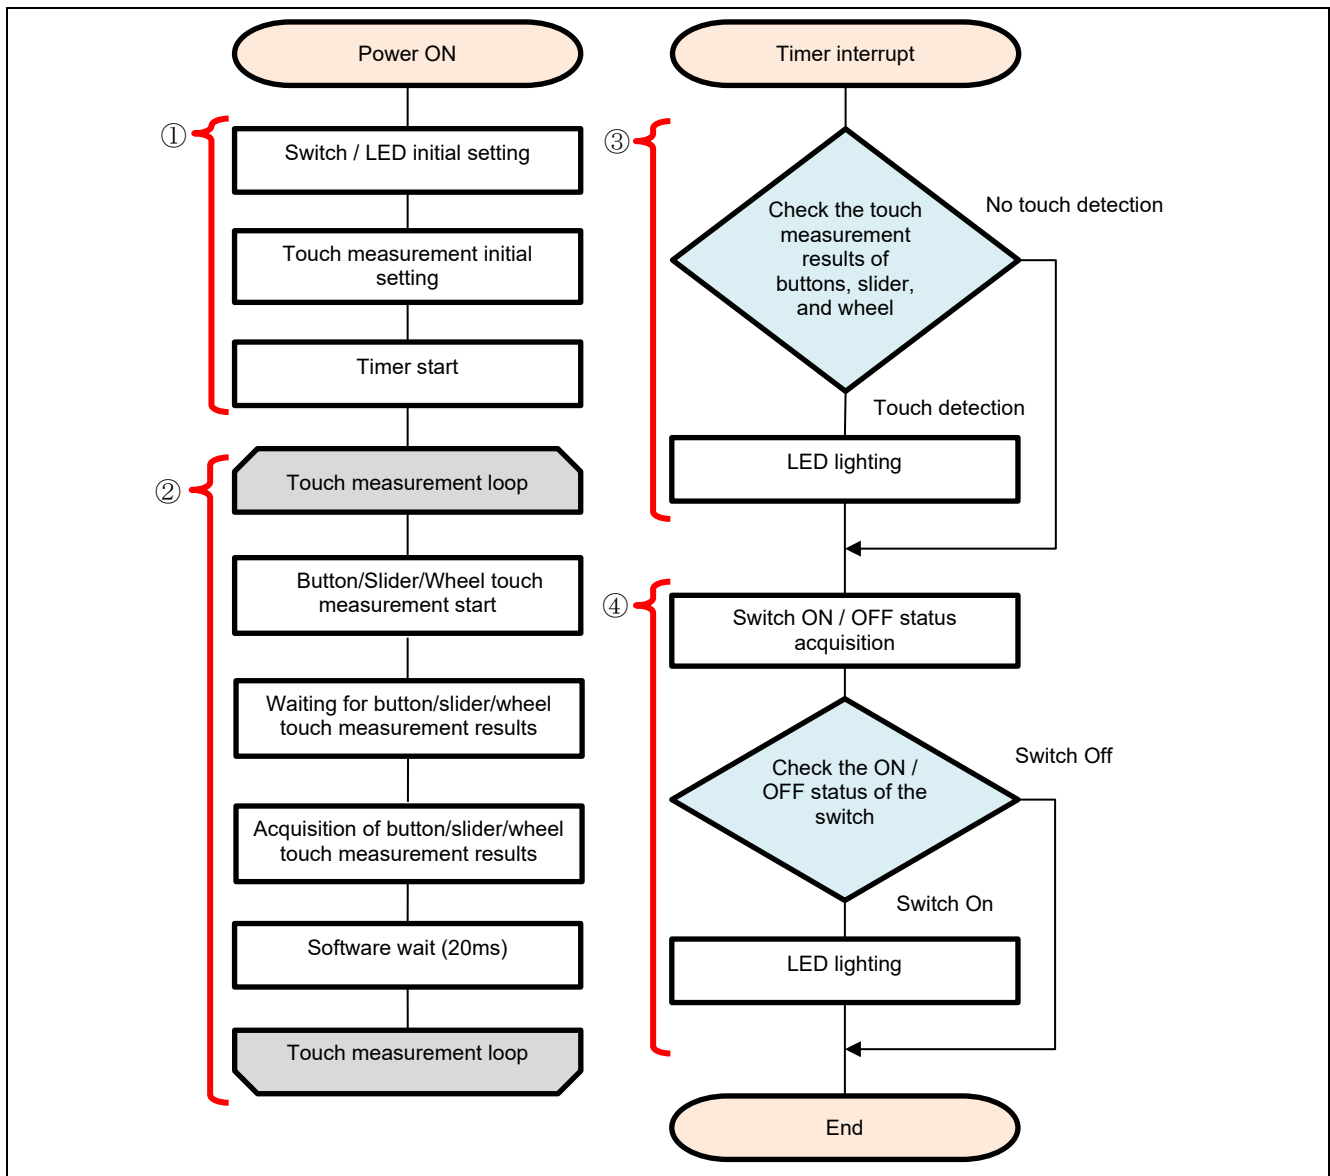 Power ON
①
Switch / LED initial setting
Touch measurement initial
setting
Timer start
②
Touch measurement loop
Button/Slider/Wheel touch
measurement start
Waiting for button/slider/wheel
touch measurement results
Acquisition of button/slider/wheel
touch measurement results
Software wait (20ms)
Touch measurement loop
Timer interrupt
③
Check the touch
measurement
results of
buttons, slider,
and wheel
No touch detection
Touch detection
LED lighting
④
Switch ON / OFF status
acquisition
Check the ON /
OFF status of the
switch
Switch Off
Switch On
LED lighting
End